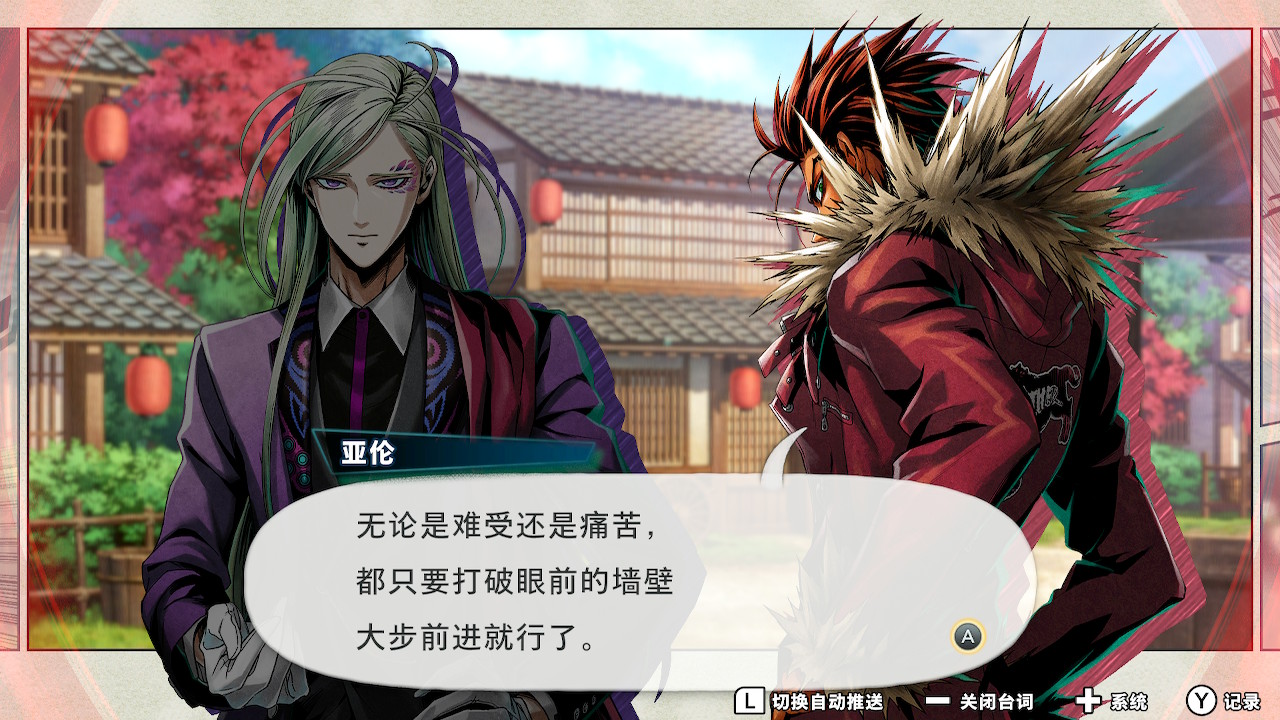 亚伦
无论是难受还是痛苦，
都只要打破眼前的墙壁
大步前进就行了。
A
L 切换自动推送 关闭台词 系统 Y 记录